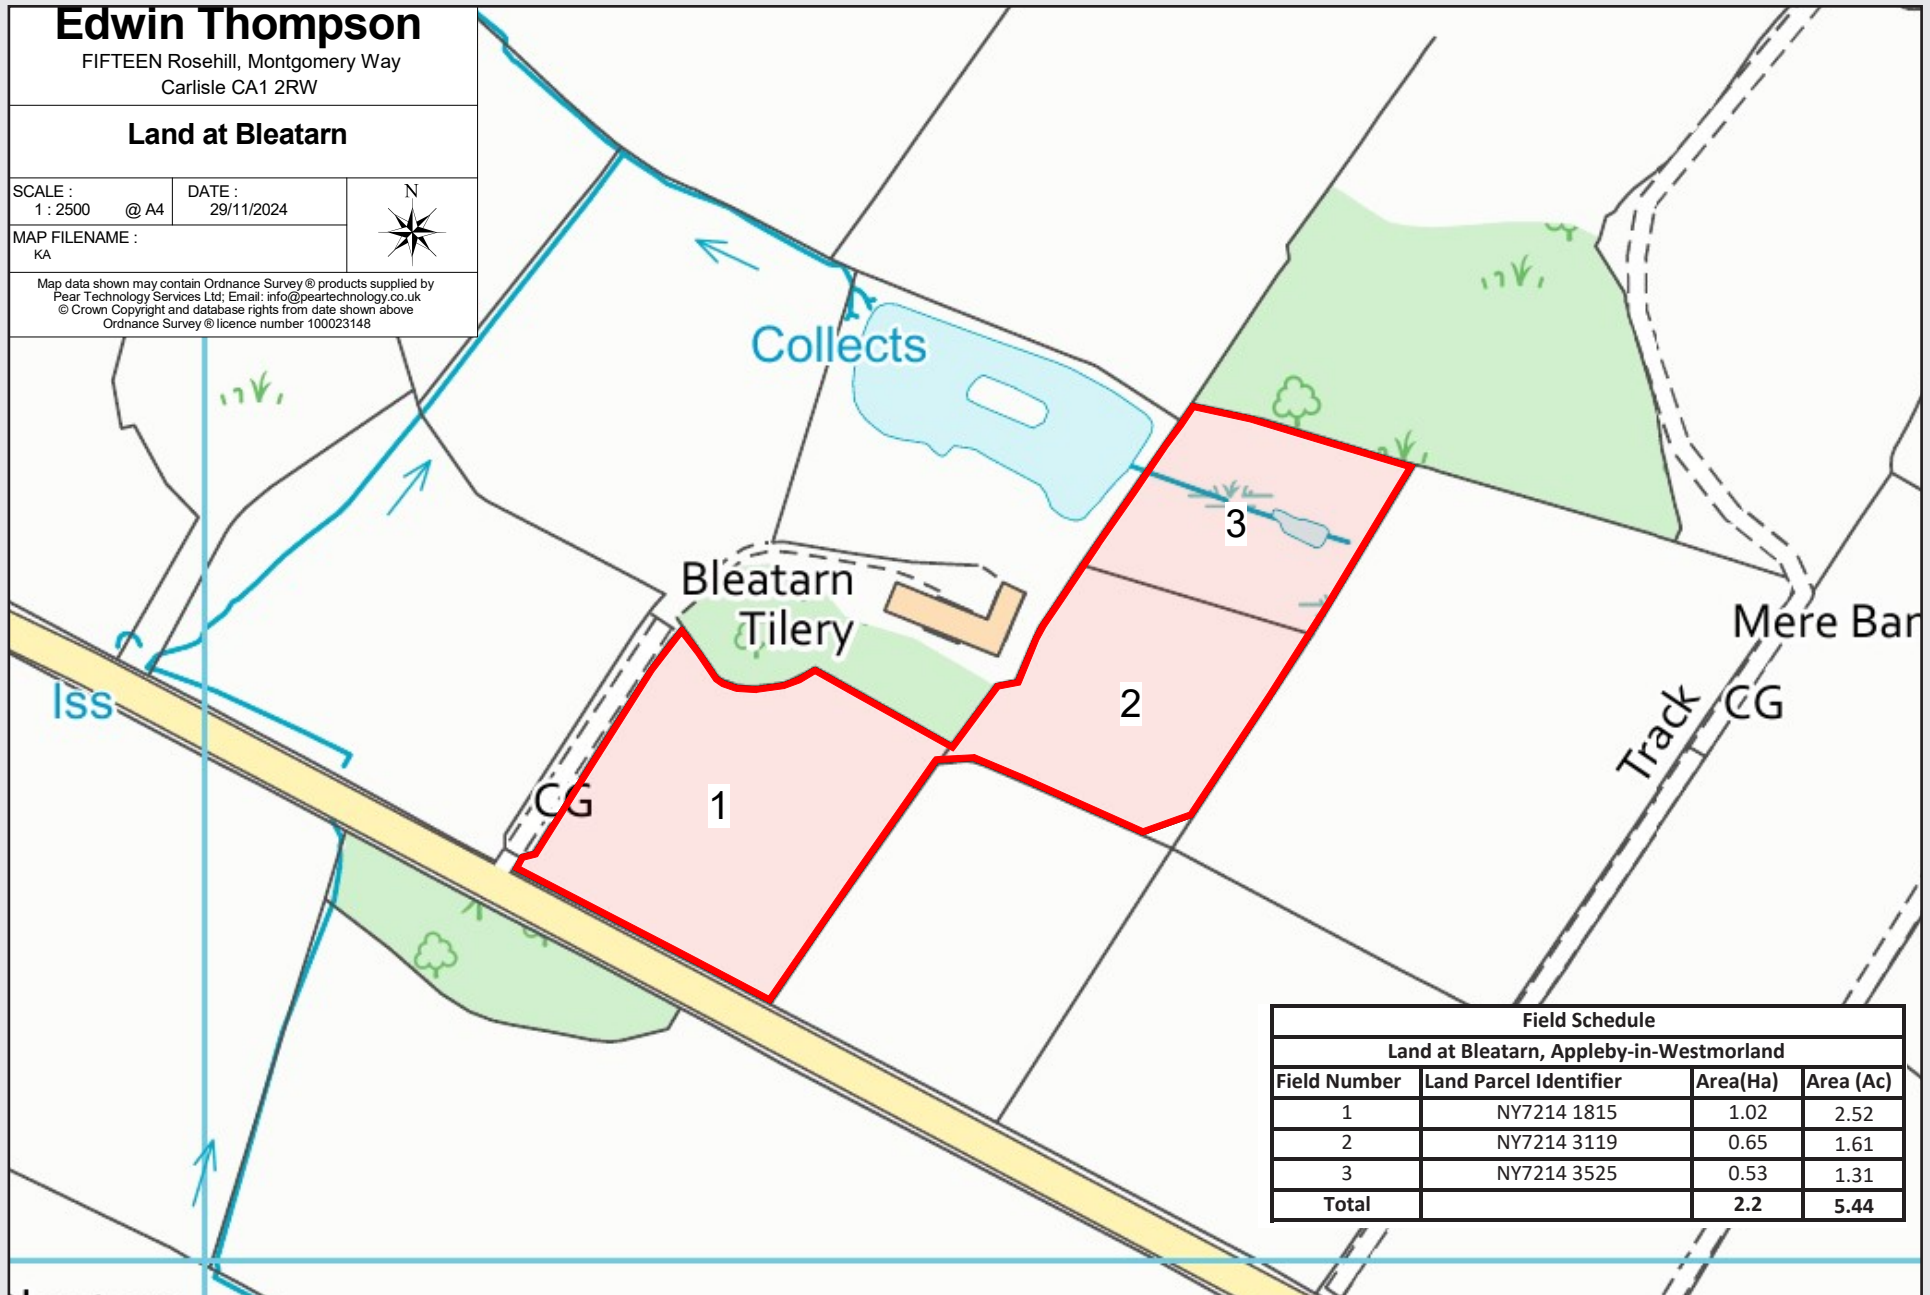 Edwin Thompson
FIFTEEN Rosehill, Montgomery Way
Carlisle CA1 2RW
Land at Bleatarn
SCALE :
1 : 2500 @ A4
DATE :
29/11/2024
N
MAP FILENAME :
KA
Map data shown may contain Ordnance Survey ® products supplied by
Pear Technology Services Ltd; Email: info@peartechnology.co.uk
© Crown Copyright and database rights from date shown above
Ordnance Survey ® licence number 100023148
Collects
3
Bleatarn
Tilery
Mere Ban
Iss
2
CG
Track
CG
1
Field Schedule
Land at Bleatarn, Appleby-in-Westmorland
Field Number Land Parcel Identifier Area(Ha) Area (Ac)
1 NY7214 1815 1.02 2.52
2 NY7214 3119 0.65 1.61
3 NY7214 3525 0.53 1.31
Total 2.2 5.44